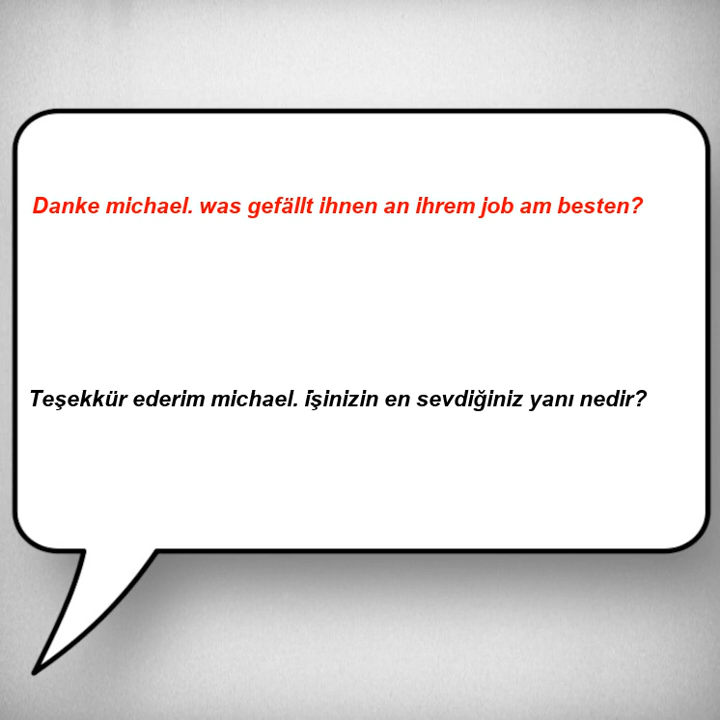 Danke michael. was gefällt ihnen an ihrem job am besten?
Teşekkür ederim michael. i̇şinizin en sevdiğiniz yanı nedir?